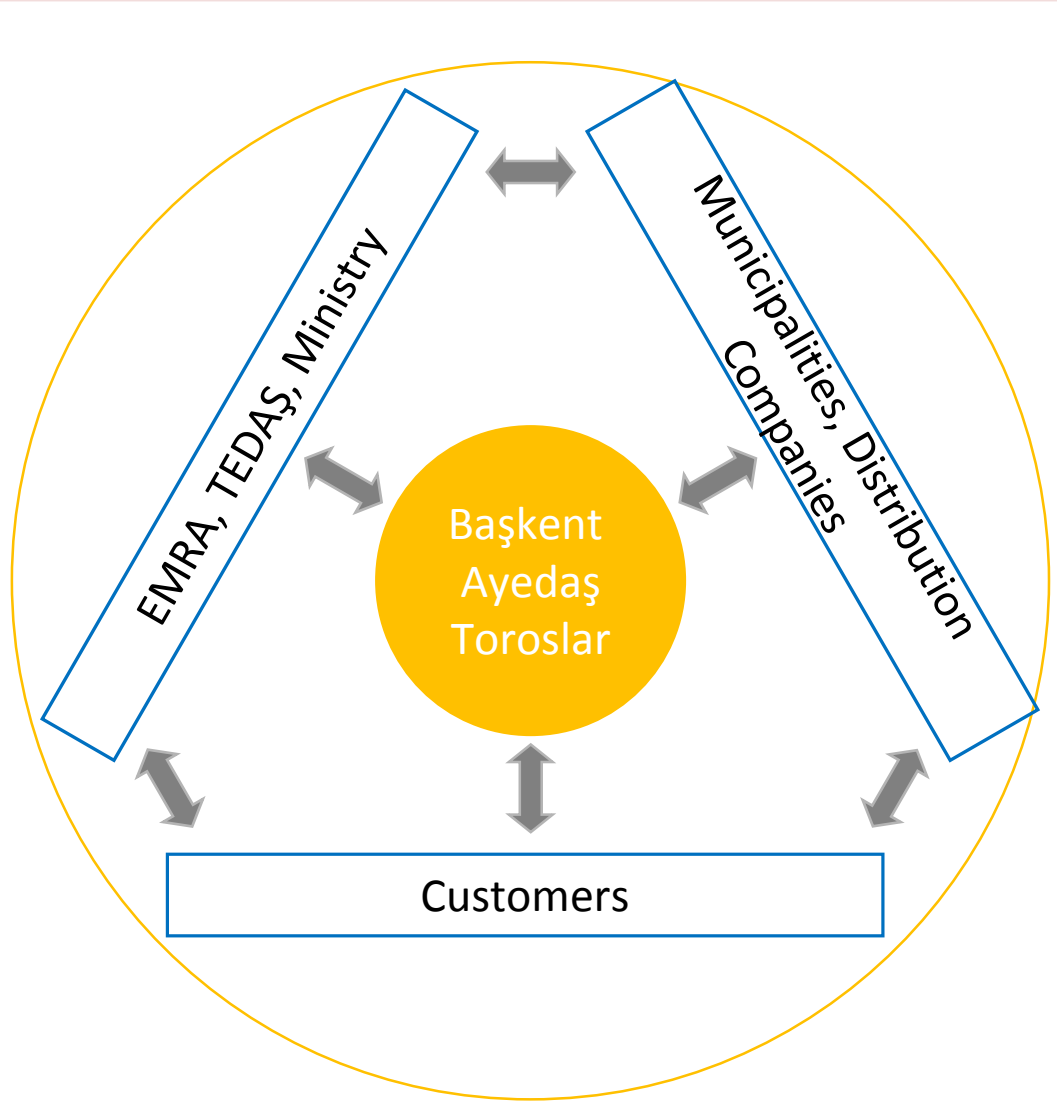 EMRA, TEDAŞ, Ministry
Municipalities, Distribution
Companies
Başkent
Ayedaş
Toroslar
Customers